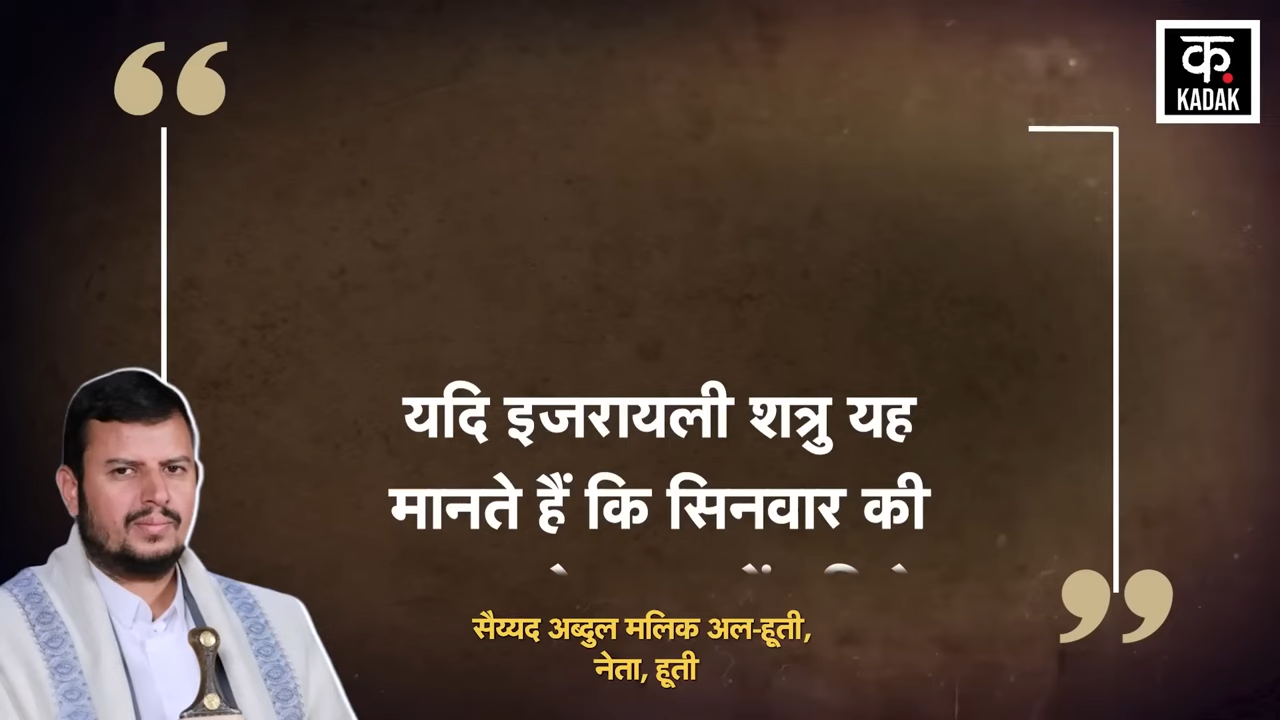 क
KADAK
यदि इजरायली शत्रु यह
मानते हैं कि सिनवार की
सैय्यद अब्दुल मलिक अल-हूती,
नेता, हूती